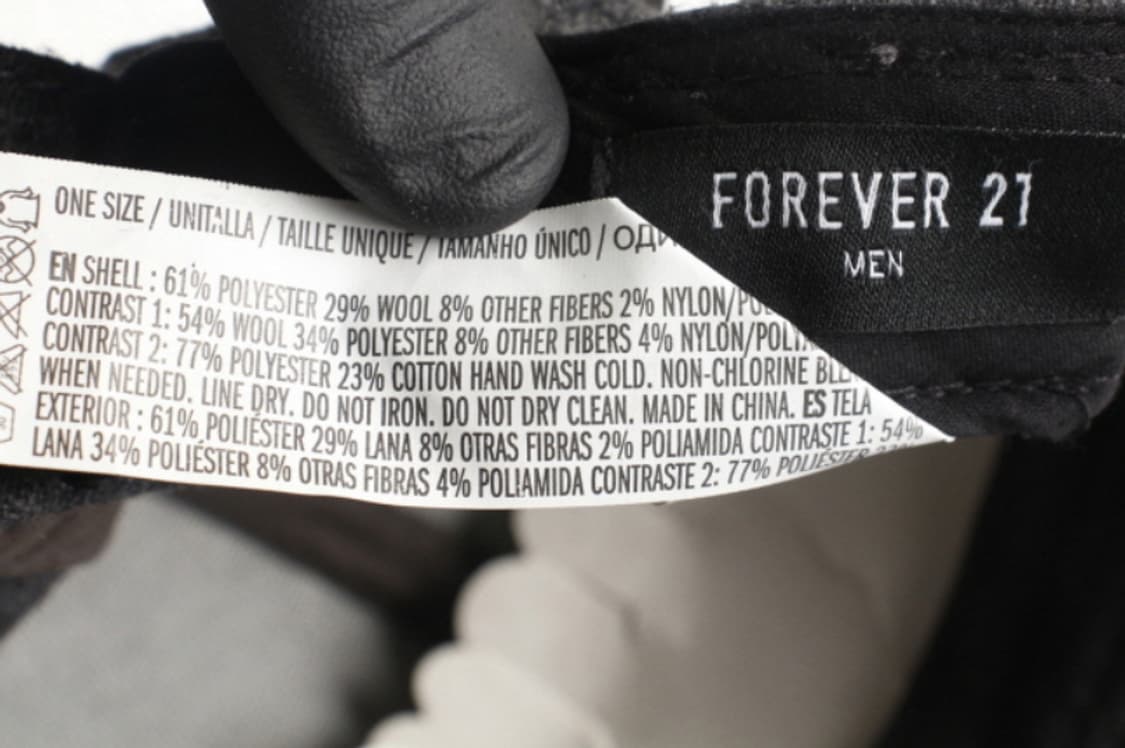 ONE SIZE / UNITALLA / TAILLE UNIQUE / TAMANHO ÚNICO /
EN SHELL : 61% POLYESTER 29% WOOL 8% OTHER FIBERS 2% NYLON/
CONTRAST 1: 54% WOOL 34% POLYESTER 8% OTHER FIBERS 4% NYLON/
CONTRAST 2: 77% POLYESTER 23% COTTON HAND WASH COLD. NON-CHLORINE
WHEN NEEDED. LINE DRY. DO NOT IRON. DO NOT DRY CLEAN. MADE IN CHINA. ES TELA
EXTERIOR : 61% POLIÉSTER 29% LANA 8% OTRAS FIBRAS 2% POLIAMIDA CONTRASTE 1: 54%
LANA 34% POLIÉSTER 8% OTRAS FIBRAS 4% POLIAMIDA CONTRASTE 2: 77% POLIÉSTER
FOREVER 21
MEN